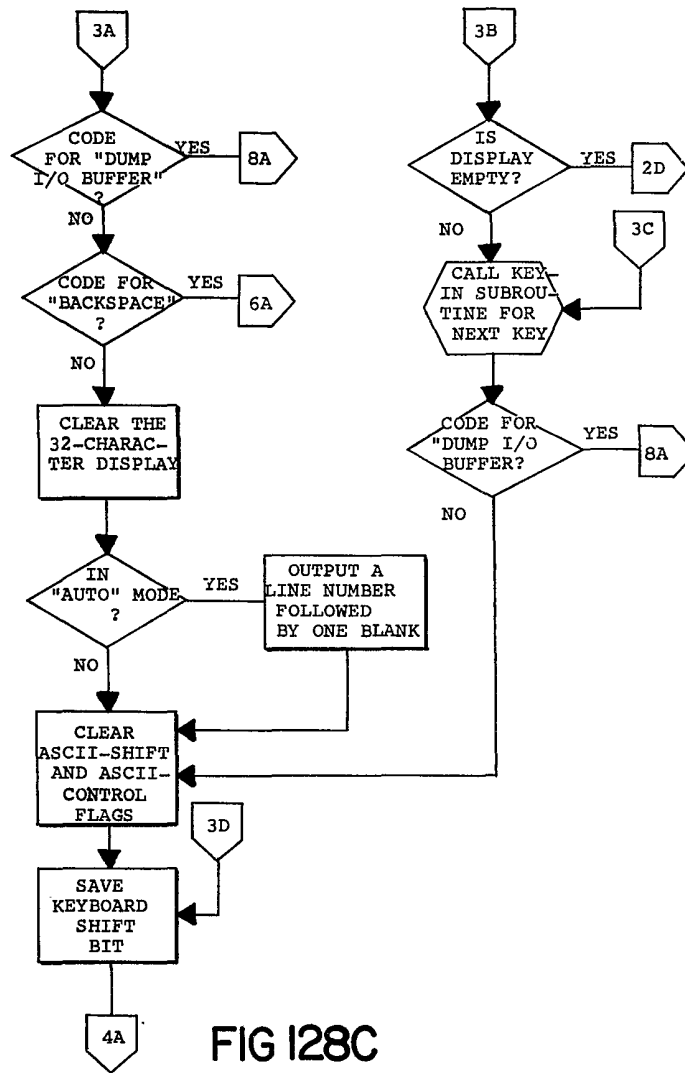 3A
CODE
FOR "DUMP
I/O BUFFER"
?
YES
8A
NO
CODE FOR
"BACKSPACE"
?
YES
6A
NO
CLEAR THE
32-CHARAC-
TER DISPLAY
IN
"AUTO" MODE
?
YES
OUTPUT A
LINE NUMBER
FOLLOWED
BY ONE BLANK
NO
CLEAR
ASCII-SHIFT
AND ASCII-
CONTROL
FLAGS
3D
SAVE
KEYBOARD
SHIFT
BIT
4A
3B
IS
DISPLAY
EMPTY?
YES
2D
NO
3C
CALL KEY-
IN SUBROU-
TINE FOR
NEXT KEY
CODE FOR
"DUMP I/O
BUFFER?
YES
8A
NO
FIG 128C